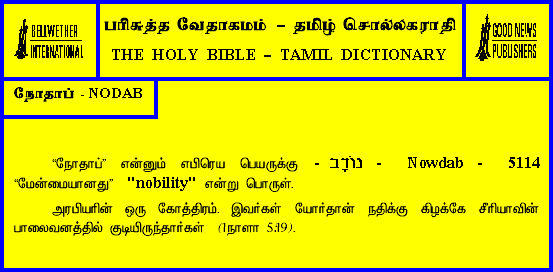 BELLWETHER
INTERNATIONAL
பரிசுத்த வேதாகமம் – தமிழ் சொல்லகராதி
THE HOLY BIBLE – TAMIL DICTIONARY
GOOD NEWS
PUBLISHERS
நோதாப் - NODAB
“நோதாப்” என்னும் எபிரெய பெயருக்கு - נוֹדָב - Nowdab - 5114
“மேன்மையானது” "nobility" என்று பொருள்.
அரபியரின் ஒரு கோத்திரம். இவர்கள் யோர்தான் நதிக்கு கிழக்கே சீரியாவின்
பாலைவனத்தில் குடியிருந்தார்கள் (1நாளா 5:19).